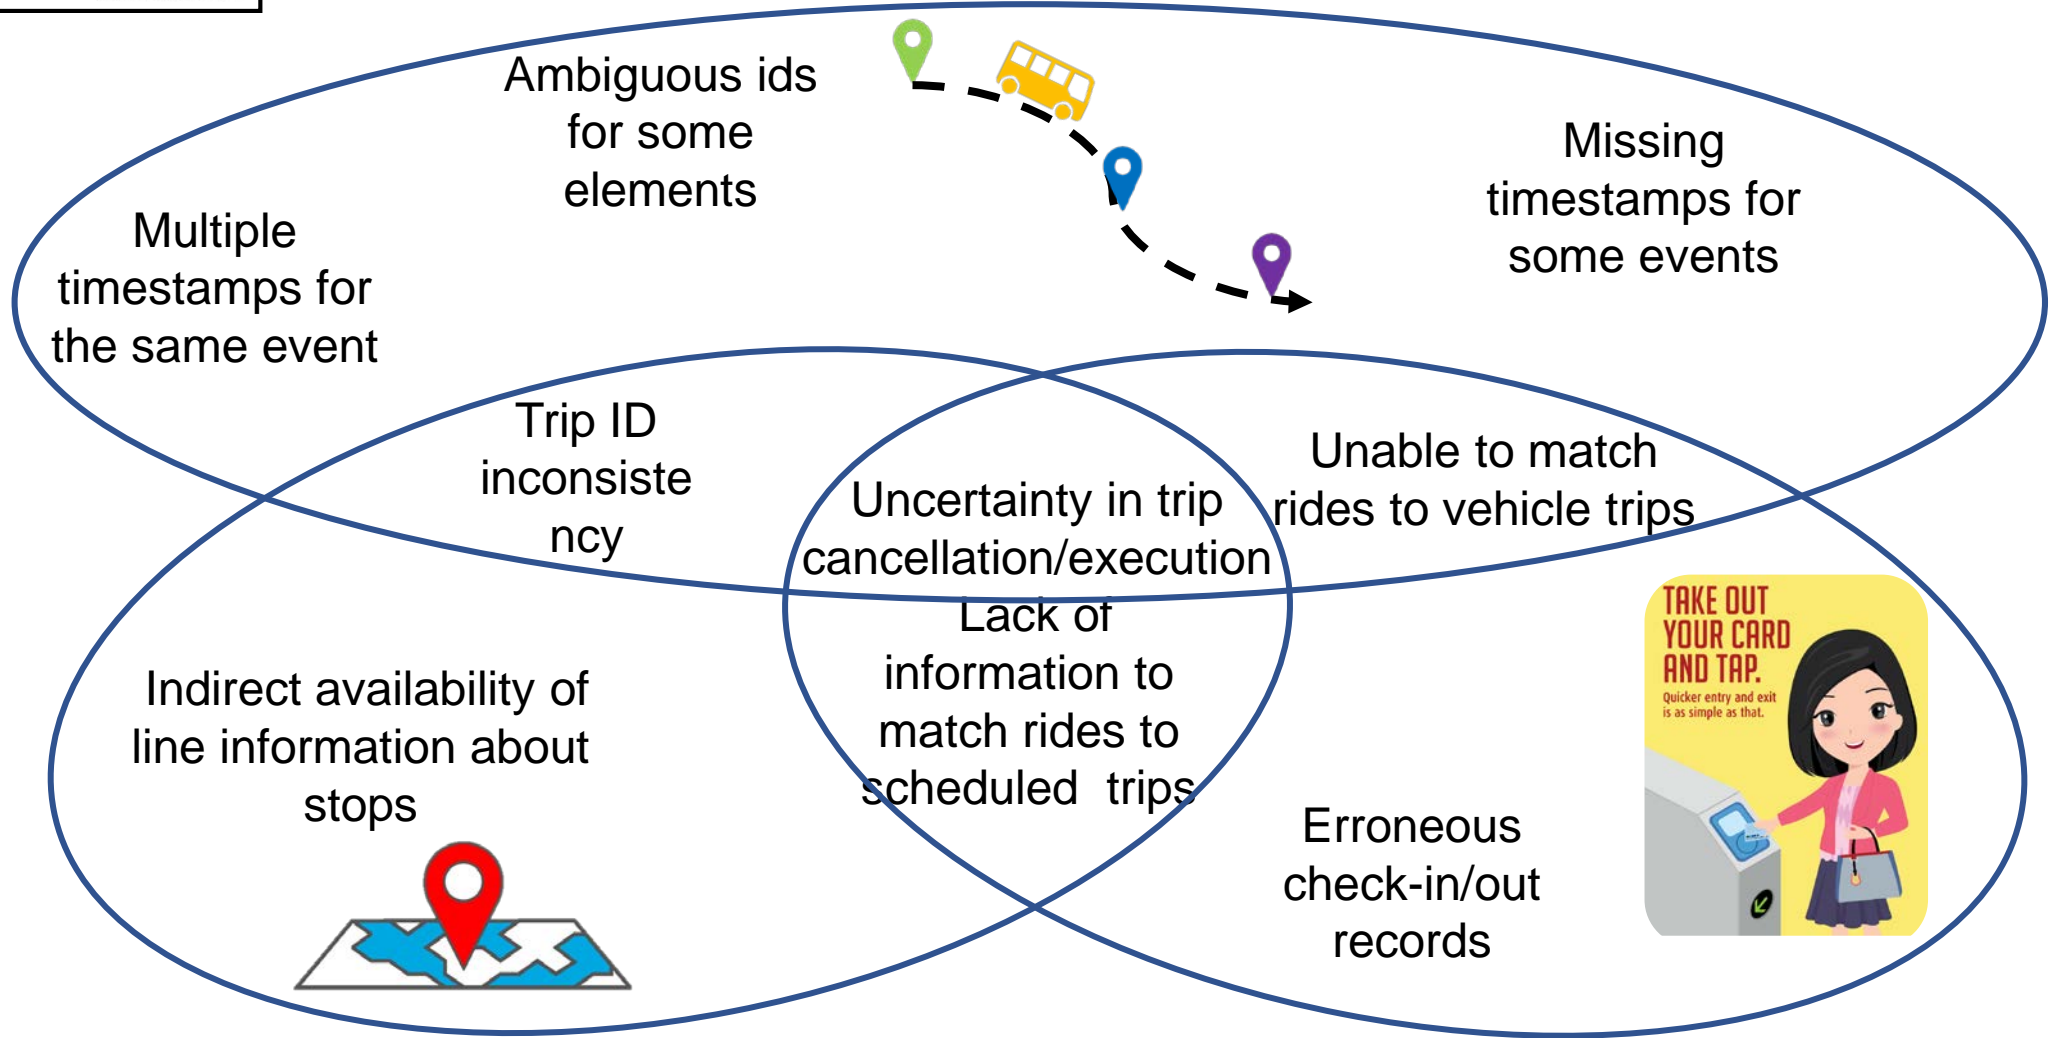 Ambiguous ids
for some
elements
Missing
timestamps for
some events
Multiple
timestamps for
the same event
Trip ID
inconsiste
ncy
Unable to match
rides to vehicle trips
Uncertainty in trip
cancellation/execution
Lack of
information to
match rides to
scheduled trips
Indirect availability of
line information about
stops
TAKE OUT
YOUR CARD
AND TAP.
Quicker entry and exit
is as simple as that.
Erroneous
check-in/out
records